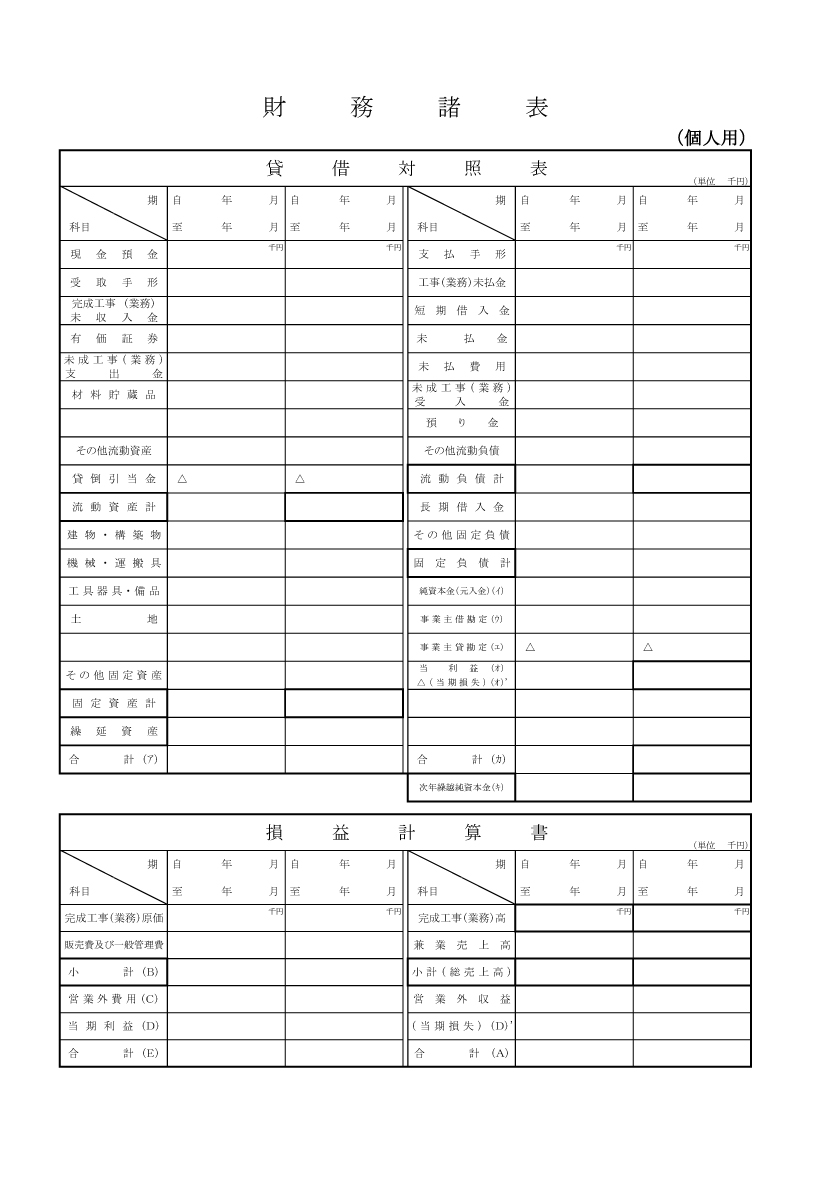 財務諸表
（個人用）
貸借対照表
（単位　千円）
期　自　年　月　自　年　月　期　自　年　月　自　年　月
科目　至　年　月　至　年　月　科目　至　年　月　至　年　月
現金預金　千円　千円　支払手形　千円　千円
受取手形　工事(業務)未払金
完成工事（業務）
未収入金　短期借入金
有価証券　未払金
未成工事(業務)
支出金　未払費用
材料貯蔵品　未成工事(業務)
受入金
預り金
その他流動資産　その他流動負債
貸倒引当金　△　△　流動負債計
流動資産計　長期借入金
建物・構築物　その他固定負債
機械・運搬具　固定負債計
工具器具・備品　純資本金(元入金)(ｲ)
土地　事業主借勘定(ｳ)
事業主貸勘定(ｴ)　△　△
その他固定資産　当　利益(ｵ)
△(当期損失)(ｵ)’
固定資産計
繰延資産
合計(ｱ)　合計(ｶ)
次年繰越純資本金(ｷ)
損益計算書
（単位　千円）
期　自　年　月　自　年　月　期　自　年　月　自　年　月
科目　至　年　月　至　年　月　科目　至　年　月　至　年　月
完成工事(業務)原価　千円　千円　完成工事(業務)高　千円　千円
販売費及び一般管理費　兼業売上高
小計(B)　小計(総売上高)
営業外費用(C)　営業外収益
当期利益(D)　(当期損失)(D)’
合計(E)　合計(A)